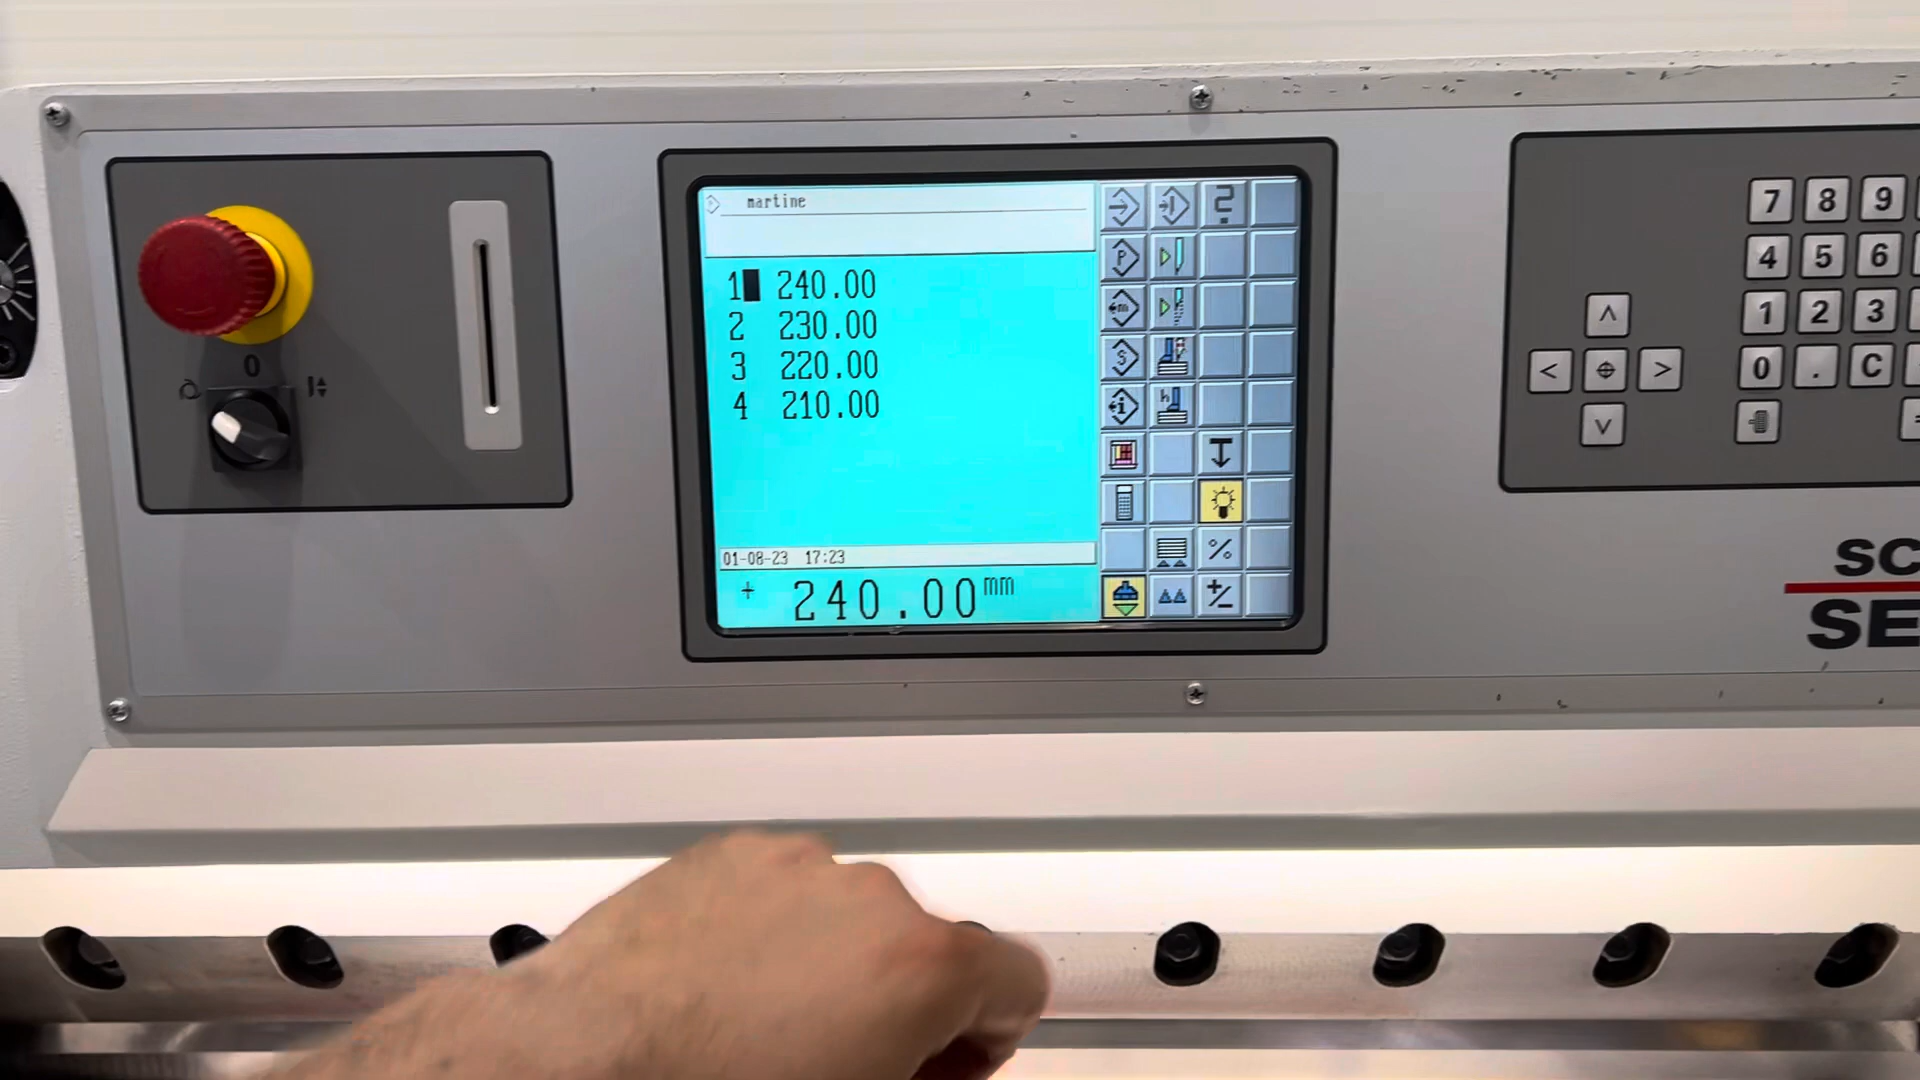 martine
1 240.00
2 230.00
3 220.00
4 210.00
01-08-23 17:23
+ 240.00 mm
P
m
S
i
h
%
+/-
0
7 8 9
4 5 6
1 2 3
0 . C
SC
SE